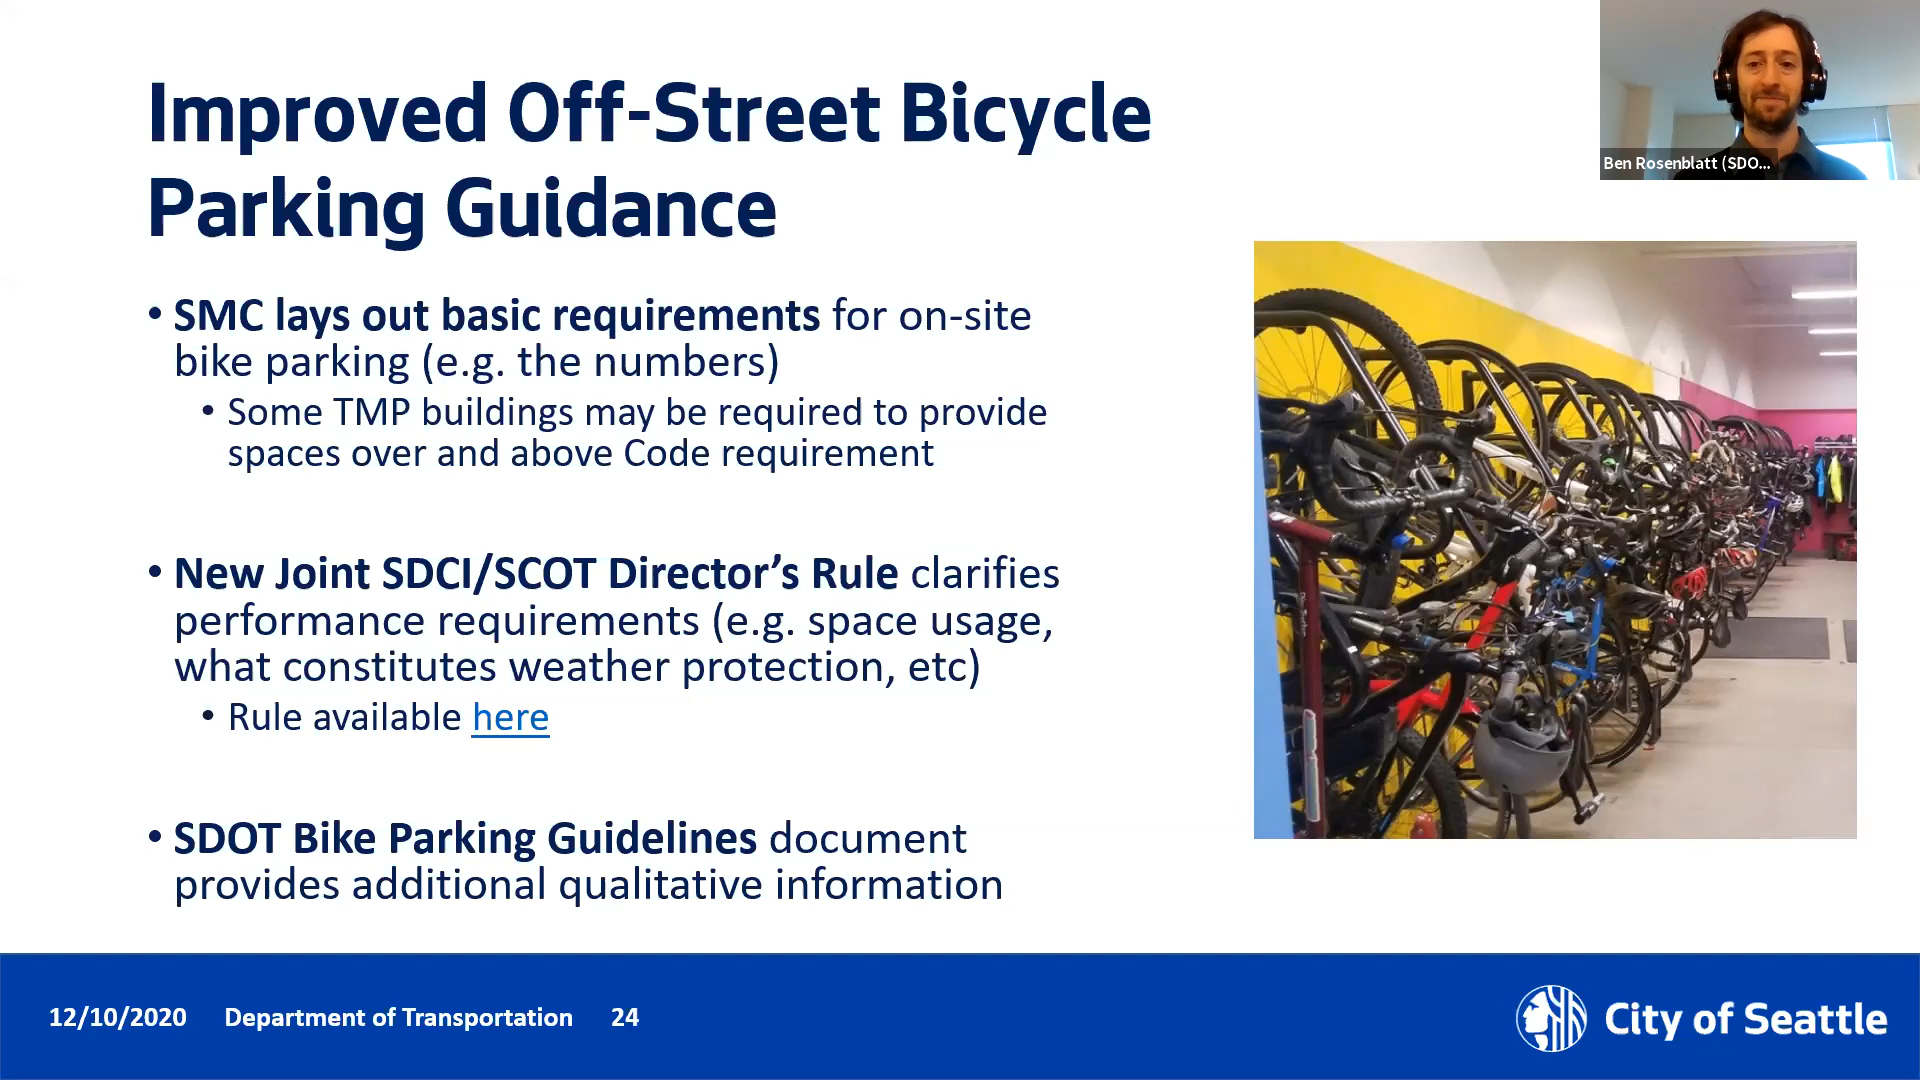 Improved Off-Street Bicycle
Parking Guidance
• SMC lays out basic requirements for on-site
bike parking (e.g. the numbers)
• Some TMP buildings may be required to provide
spaces over and above Code requirement
• New Joint SDCI/SCOT Director’s Rule clarifies
performance requirements (e.g. space usage,
what constitutes weather protection, etc)
• Rule available here
• SDOT Bike Parking Guidelines document
provides additional qualitative information
Ben Rosenblatt (SDO...
12/10/2020 Department of Transportation 24
City of Seattle